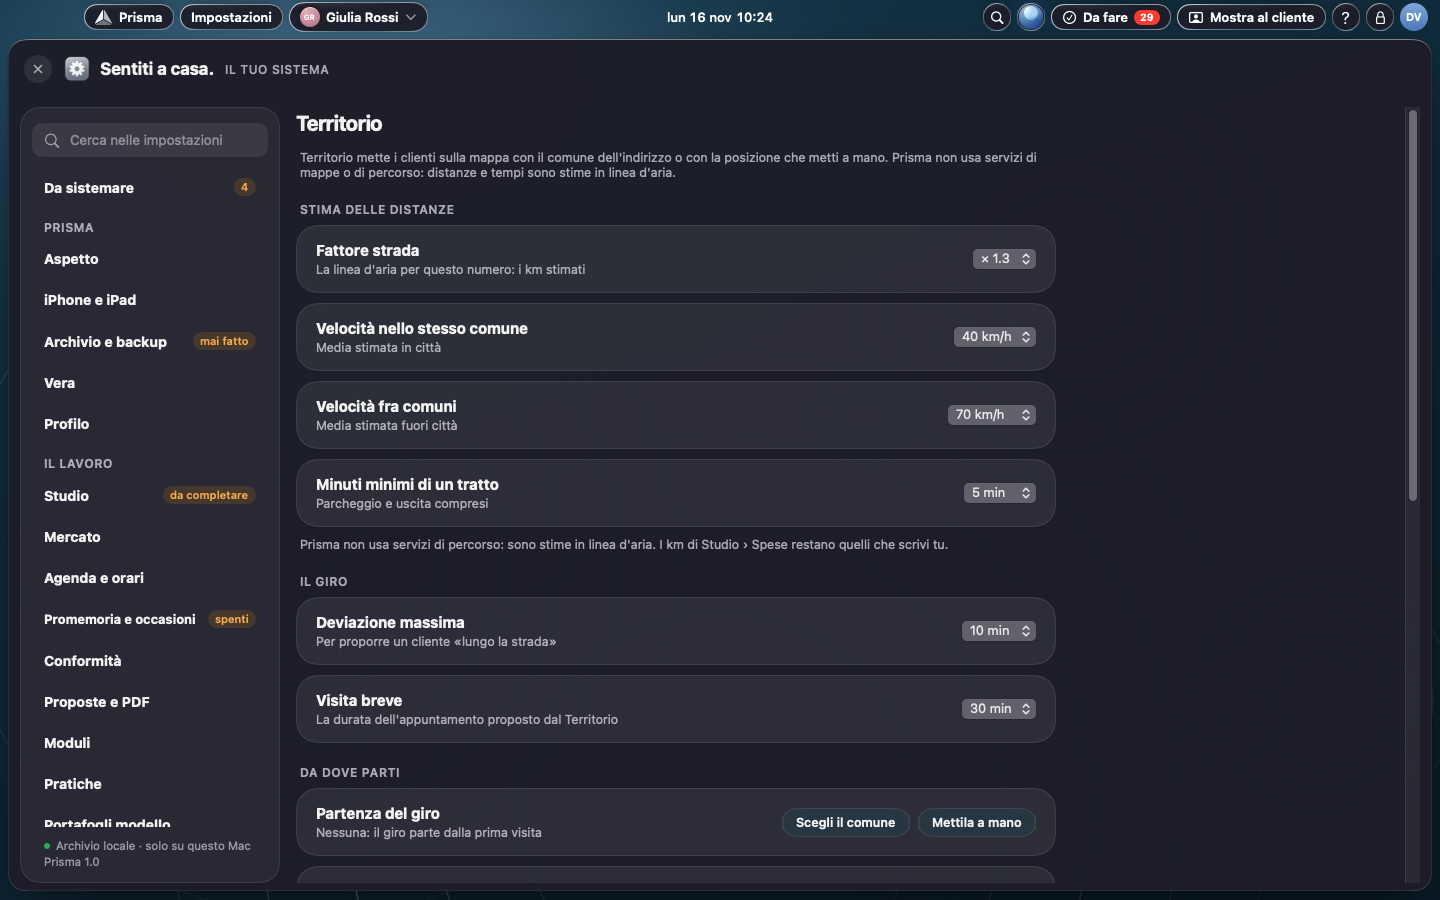 Prisma
Impostazioni
GR Giulia Rossi
lun 16 nov 10:24
Da fare 29
Mostra al cliente
?
DV
Sentiti a casa. IL TUO SISTEMA
Cerca nelle impostazioni
Da sistemare 4
PRISMA
Aspetto
iPhone e iPad
Archivio e backup mai fatto
Vera
Profilo
IL LAVORO
Studio da completare
Mercato
Agenda e orari
Promemoria e occasioni spenti
Conformità
Proposte e PDF
Moduli
Pratiche
Portafogli modello
Archivio locale · solo su questo Mac
Prisma 1.0
Territorio
Territorio mette i clienti sulla mappa con il comune dell'indirizzo o con la posizione che metti a mano. Prisma non usa servizi di
mappe o di percorso: distanze e tempi sono stime in linea d'aria.
STIMA DELLE DISTANZE
Fattore strada
La linea d'aria per questo numero: i km stimati
× 1.3
Velocità nello stesso comune
Media stimata in città
40 km/h
Velocità fra comuni
Media stimata fuori città
70 km/h
Minuti minimi di un tratto
Parcheggio e uscita compresi
5 min
Prisma non usa servizi di percorso: sono stime in linea d'aria. I km di Studio › Spese restano quelli che scrivi tu.
IL GIRO
Deviazione massima
Per proporre un cliente «lungo la strada»
10 min
Visita breve
La durata dell'appuntamento proposto dal Territorio
30 min
DA DOVE PARTI
Partenza del giro
Nessuna: il giro parte dalla prima visita
Scegli il comune
Mettila a mano